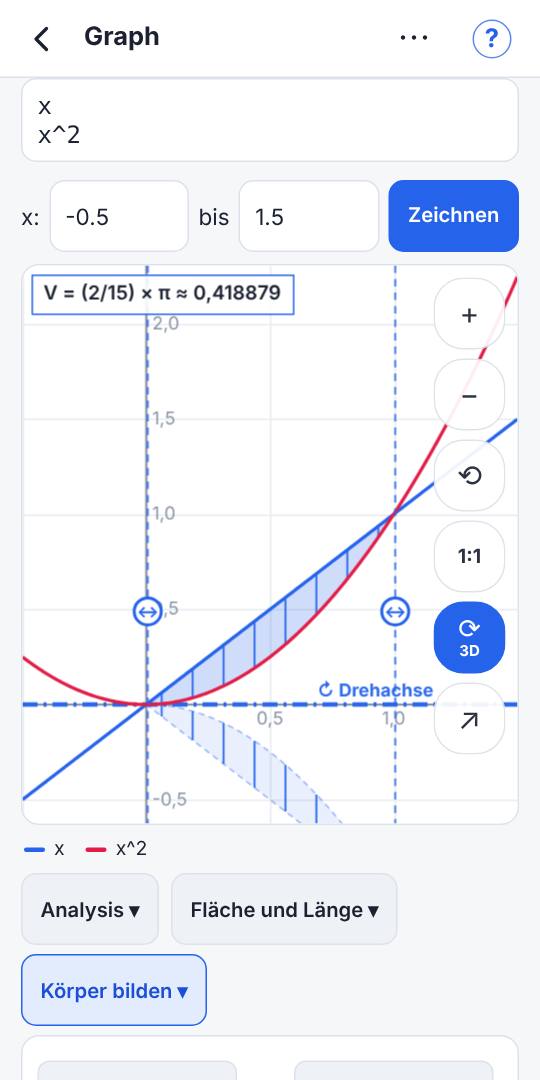 Graph
?
x
x^2
x: -0.5 bis 1.5 Zeichnen
V = (2/15) × π ≈ 0,418879
+
2,0
−
1,5
1,0
1:1
,5
3D
Drehachse
0,5 1,0
-0,5
x x^2
Analysis ▾ Fläche und Länge ▾
Körper bilden ▾